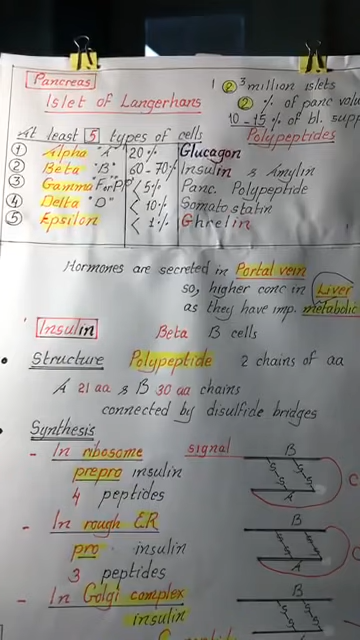 Pancreas
1 - 2 3 million islets
Islet of Langerhans
2 % of panc
10 - 15 % of bl. supp
At least 5 types of cells
Polypeptides
1 Alpha "A" 20% Glucagon
2 Beta "B" 60 - 70% Insulin & Amylin
3 Gamma "F or PP" < 5% Panc. Polypeptide
4 Delta "D" < 10% Somatostatin
5 Epsilon < 1% Ghrelin
Hormones are secreted in Portal vein
so, higher conc in Liver
as they have imp. metabolic
Insulin Beta B cells
• Structure Polypeptide 2 chains of aa
A 21 aa & B 30 aa chains
connected by disulfide bridges
• Synthesis
- In ribosome signal B
prepro insulin S S S S C
4 peptides A
- In rough ER B
pro insulin S S S S C
3 peptides A
- In Golgi complex B
insulin